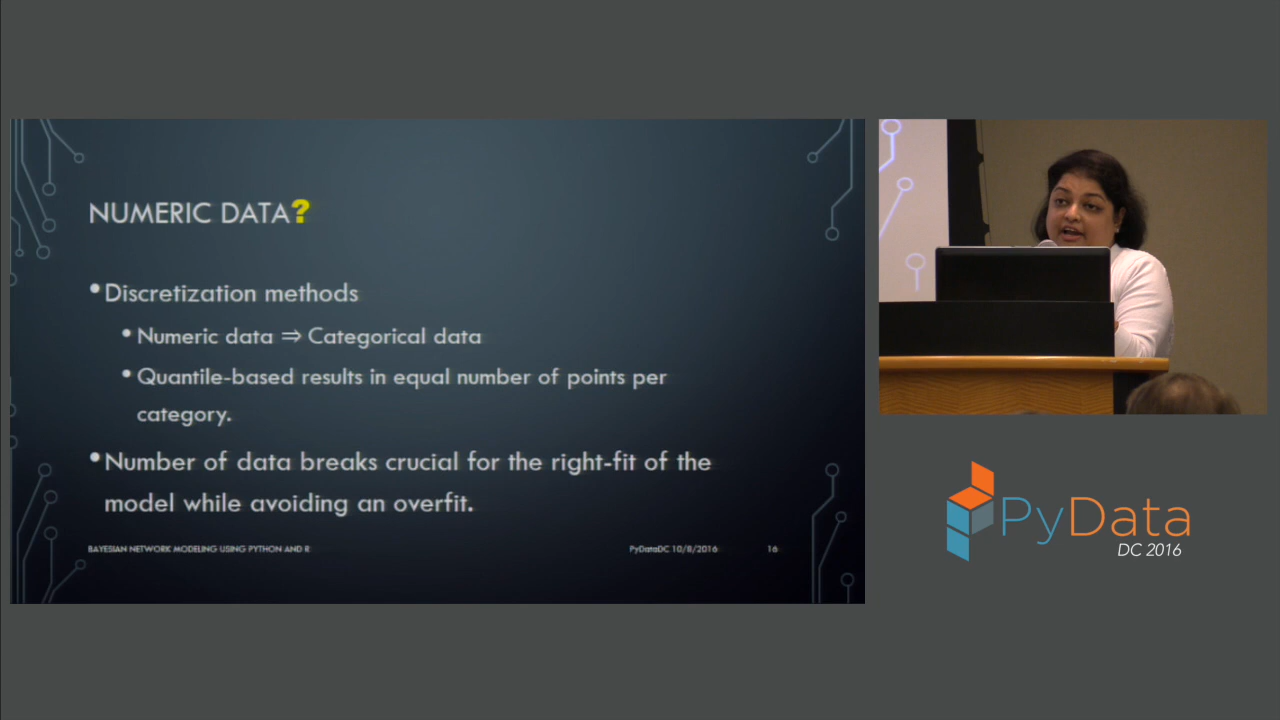 NUMERIC DATA?
•Discretization methods
•Numeric data ⇒ Categorical data
•Quantile-based results in equal number of points per
category.
•Number of data breaks crucial for the right-fit of the
model while avoiding an overfit.
BAYESIAN NETWORK MODELING USING PYTHON AND R PyDataDC 10/8/2016 16
PyData
DC 2016